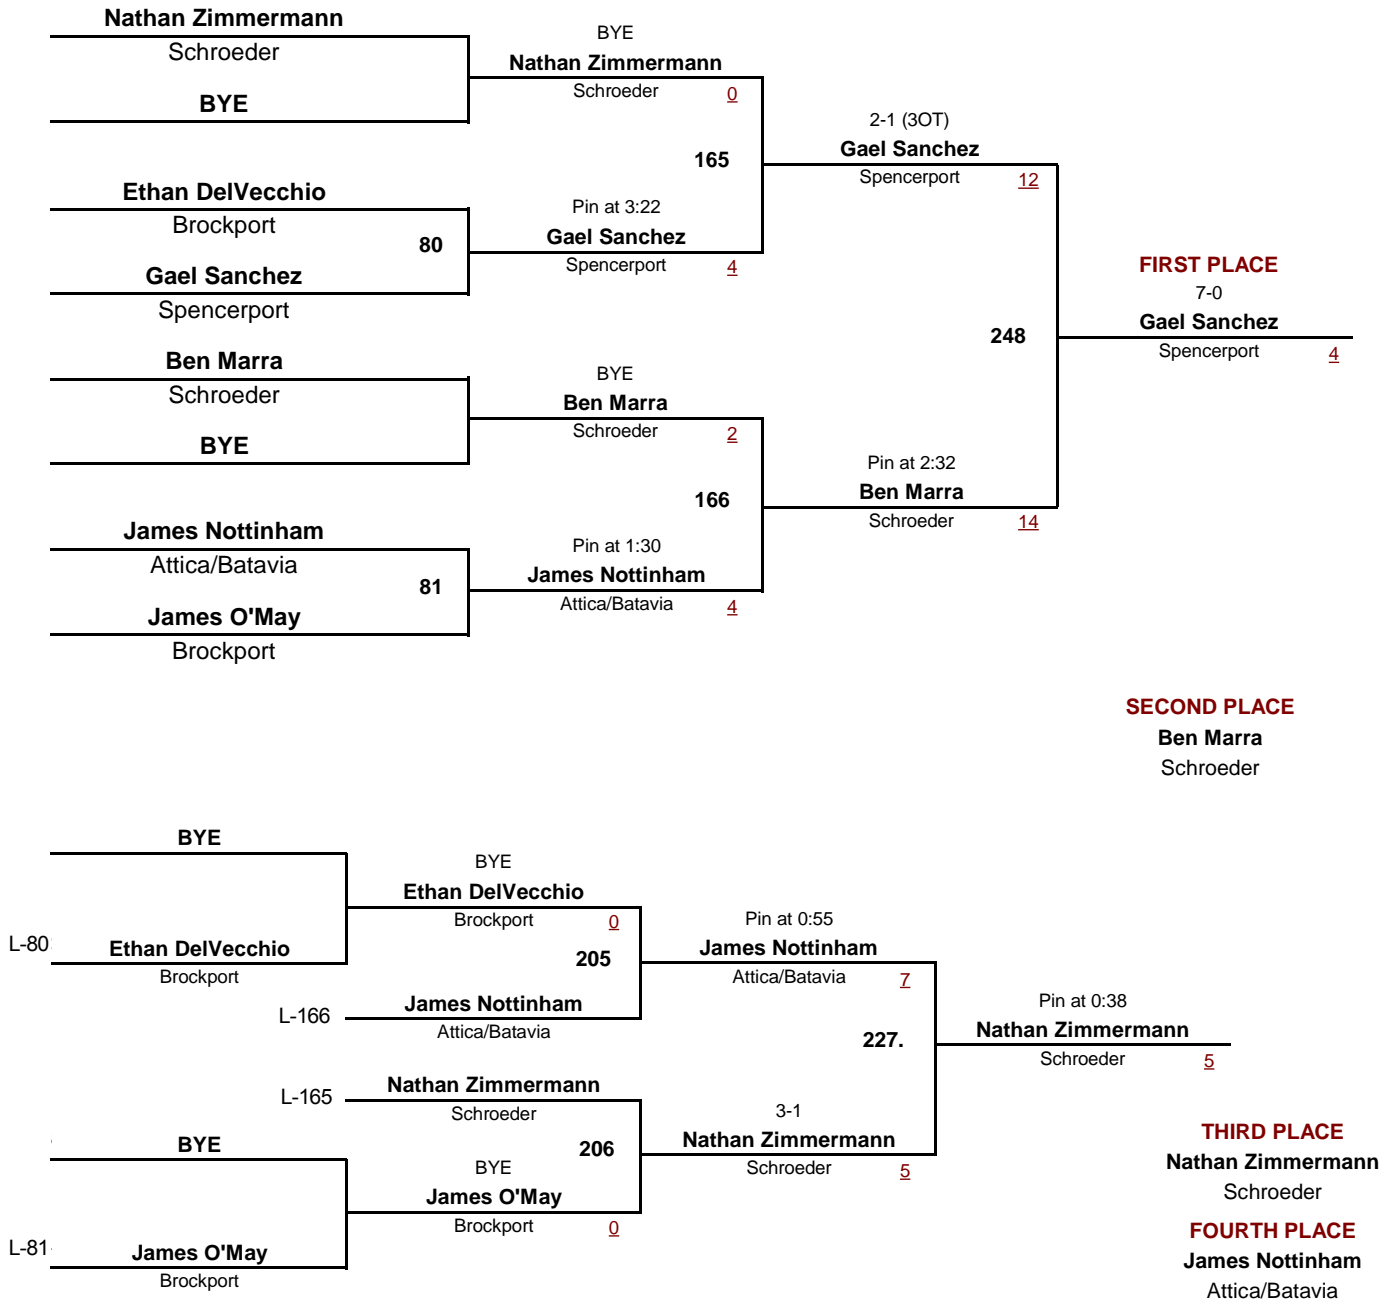 Nathan Zimmermann
Schroeder
BYE
BYE
Nathan Zimmermann
Schroeder 0
165
Ethan DelVecchio
Brockport
80
Gael Sanchez
Spencerport
Pin at 3:22
Gael Sanchez
Spencerport 4
2-1 (3OT)
Gael Sanchez
Spencerport 12
Ben Marra
Schroeder
BYE
BYE
Ben Marra
Schroeder 2
166
James Nottinham
Attica/Batavia
81
James O'May
Brockport
Pin at 1:30
James Nottinham
Attica/Batavia 4
Pin at 2:32
Ben Marra
Schroeder 14
248
FIRST PLACE
7-0
Gael Sanchez
Spencerport 4
SECOND PLACE
Ben Marra
Schroeder
BYE
L-80
Ethan DelVecchio
Brockport
BYE
Ethan DelVecchio
Brockport 0
205
L-166
James Nottinham
Attica/Batavia
Pin at 0:55
James Nottinham
Attica/Batavia 7
L-165
Nathan Zimmermann
Schroeder
206
BYE
L-81
James O'May
Brockport
BYE
James O'May
Brockport 0
3-1
Nathan Zimmermann
Schroeder 5
227.
Pin at 0:38
Nathan Zimmermann
Schroeder 5
THIRD PLACE
Nathan Zimmermann
Schroeder
FOURTH PLACE
James Nottinham
Attica/Batavia